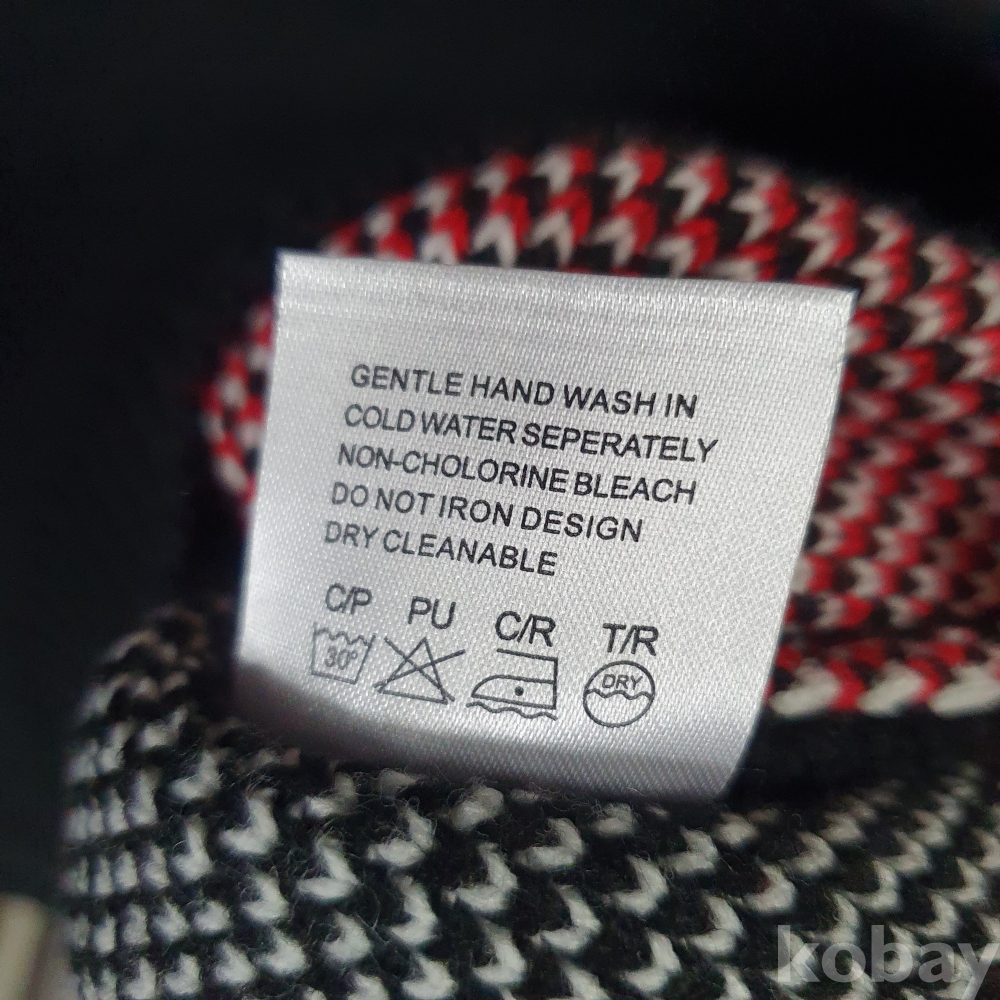 GENTLE HAND WASH IN
COLD WATER SEPERATELY
NON-CHOLORINE BLEACH
DO NOT IRON DESIGN
DRY CLEANABLE
C/P PU C/R T/R
30° DRY
kobay